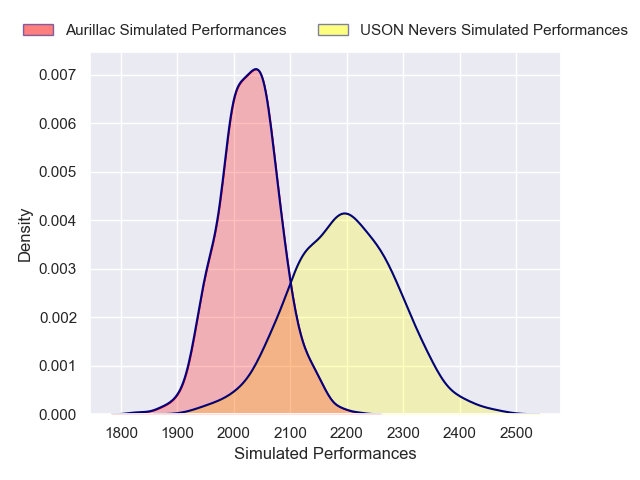 Aurillac Simulated Performances USON Nevers Simulated Performances
0.007
0.006
0.005
0.004
0.003
0.002
0.001
0.000
Density
1800 1900 2000 2100 2200 2300 2400 2500
Simulated Performances